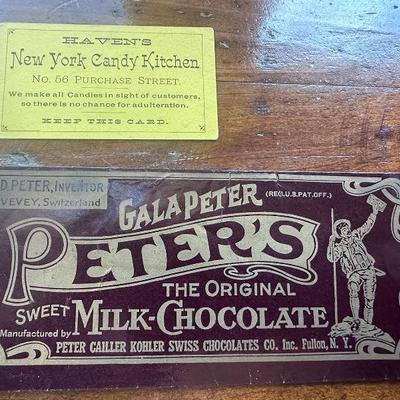 HAVEN'S
New York Candy Kitchen
No. 56 PURCHASE STREET.
We make all Candies in sight of customers,
so there is no chance for adulteration.
KEEP THIS CARD.
D. PETER, INVENTOR
VEVEY, Switzerland
GALA PETER
(REG.U.S.PAT.OFF.)
PETER'S
THE ORIGINAL
SWEET MILK-CHOCOLATE
Manufactured by
PETER CAILLER KOHLER SWISS CHOCOLATES CO. Inc. Fulton, N. Y.